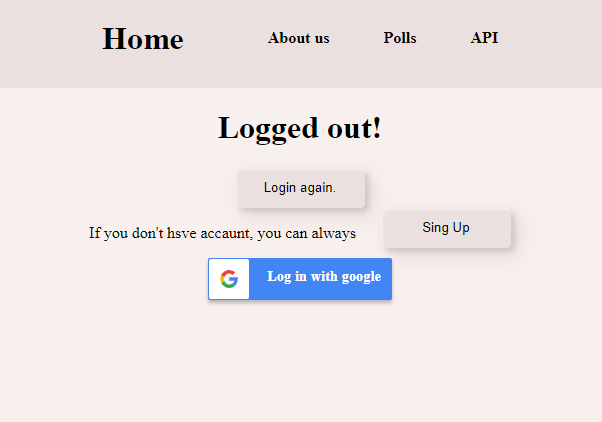 Home About us Polls API
Logged out!
Login again.
If you don't hsve accaunt, you can always Sing Up
Log in with google